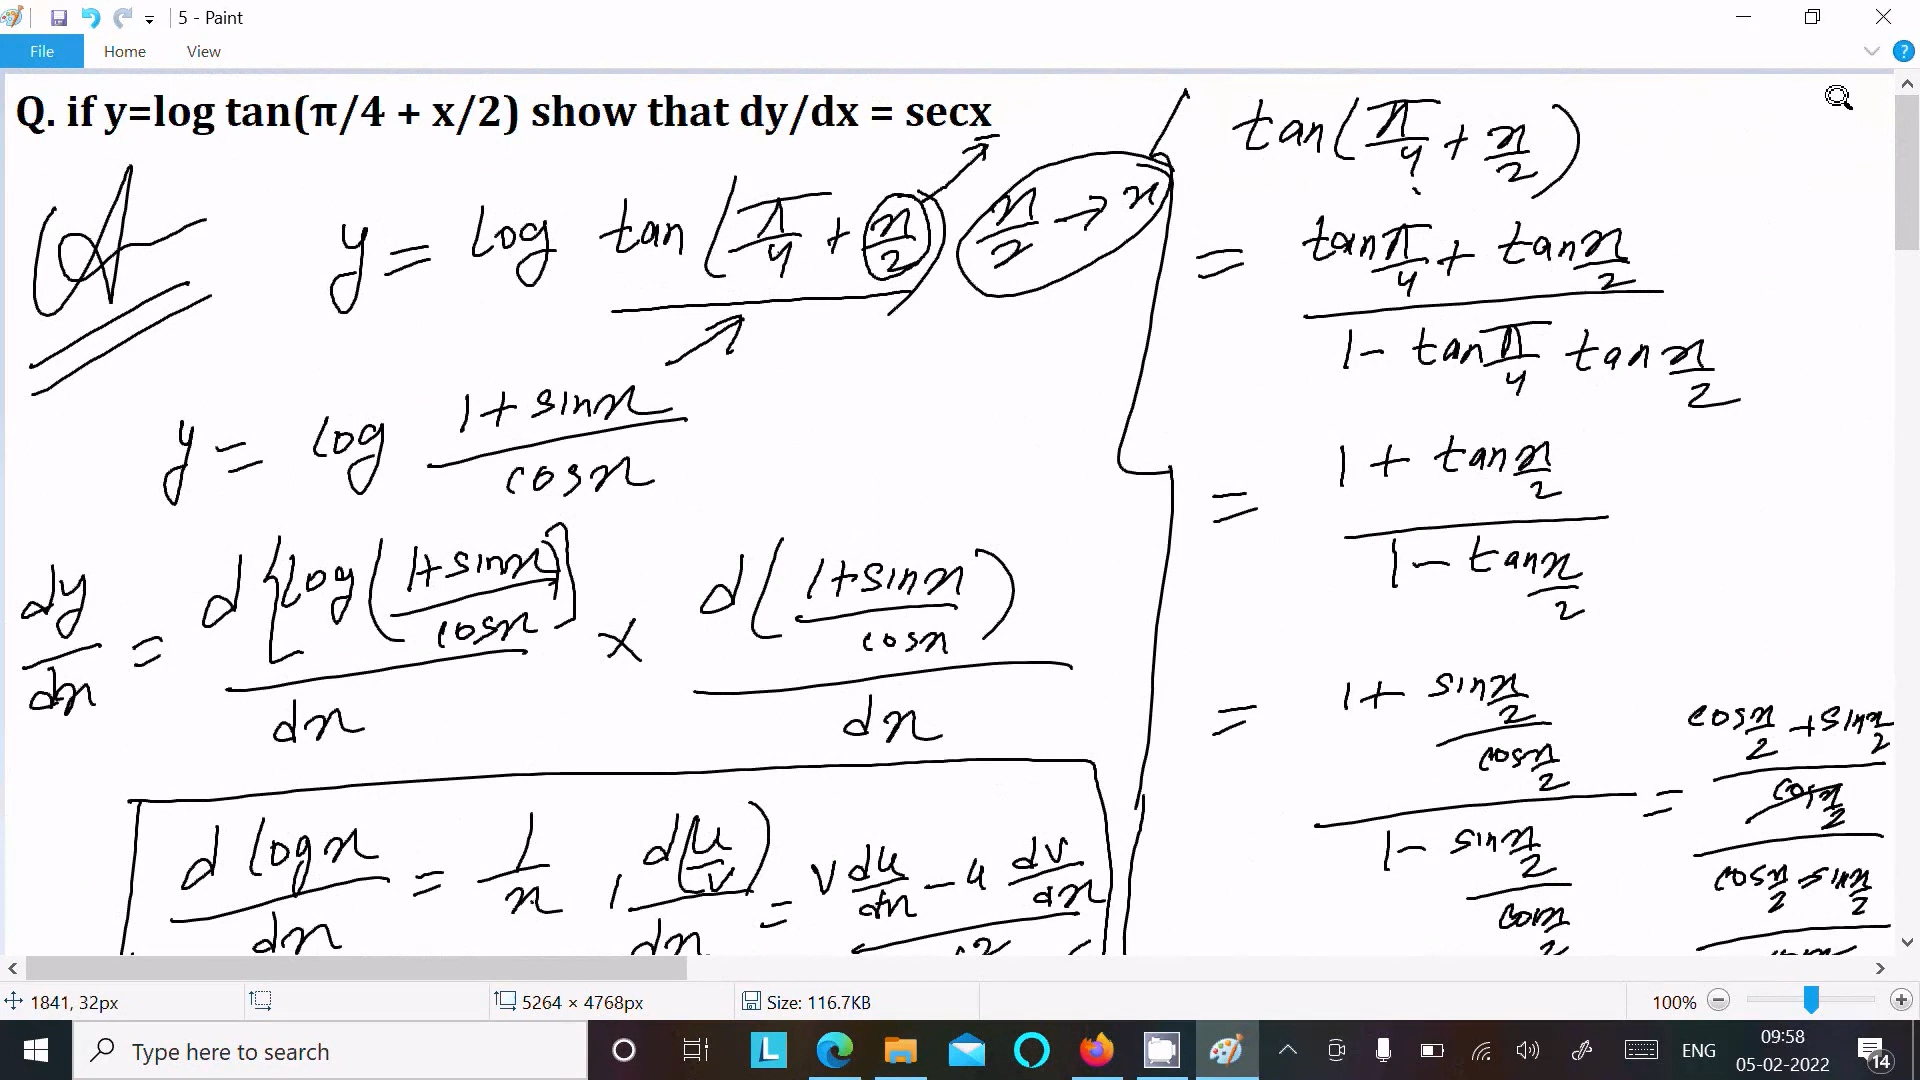 5 - Paint
File Home View
Q. if y=log tan(π/4 + x/2) show that dy/dx = secx
A
y = log tan (π/4 + x/2) x/2 → x
y = log 1 + sinx / cosx
dy/dx = d{log(1+sinx / cosx)} / dx × d(1+sinx / cosx) / dx
d logx / dx = 1/x , d(u/v) / dx = v du/dx - u dv/dx
tan(π/4 + x/2)
= tan π/4 + tan x/2 / 1 - tan π/4 tan x/2
= 1 + tan x/2 / 1 - tan x/2
= 1 + sin x/2 / cos x/2 / 1 - sin x/2 / cos x/2 = cos x/2 + sin x/2 / cos x/2 / cos x/2 - sin x/2
1841, 32px 5264 × 4768px Size: 116.7KB 100%
Type here to search
L
ENG
09:58
05-02-2022
14